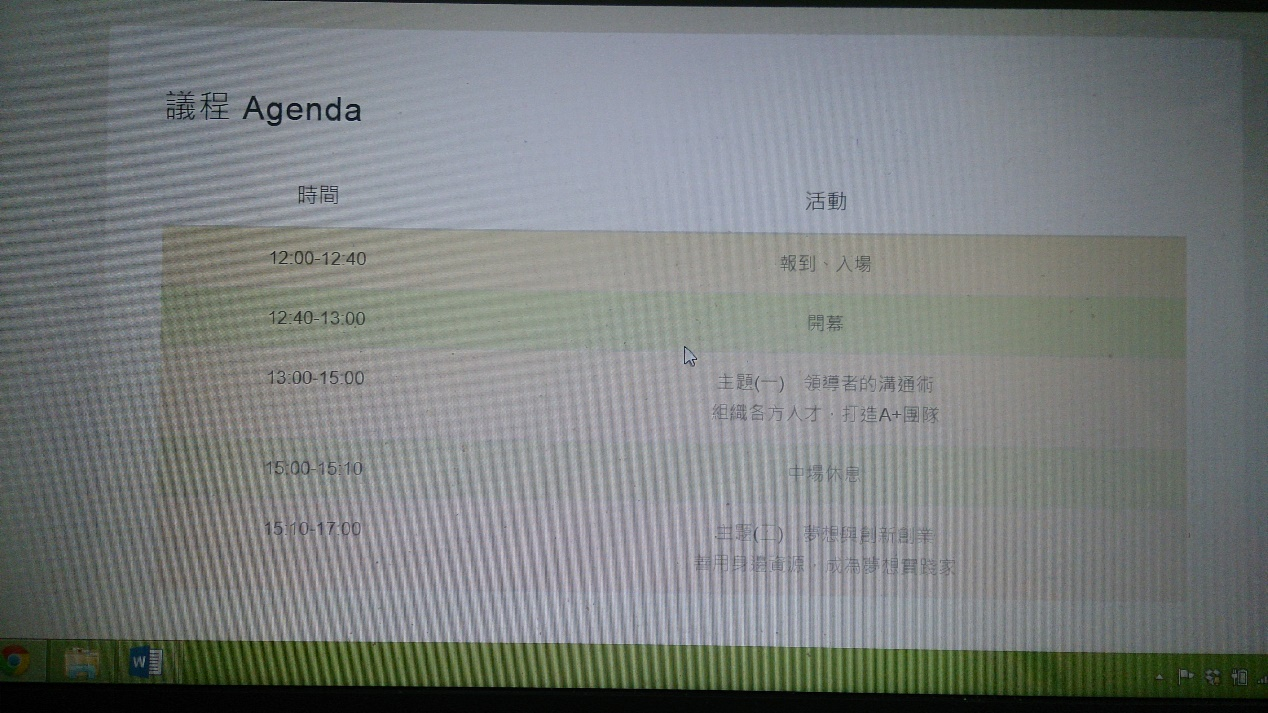 議程 Agenda
時間 活動
12:00-12:40 報到、入場
12:40-13:00 開幕
13:00-15:00 主題(一) 領導者的溝通術
組織各方人才，打造A+團隊
15:00-15:10 中場休息
15:10-17:00 主題(二) 夢想與創新創業
善用身邊資源，成為夢想實踐家
W